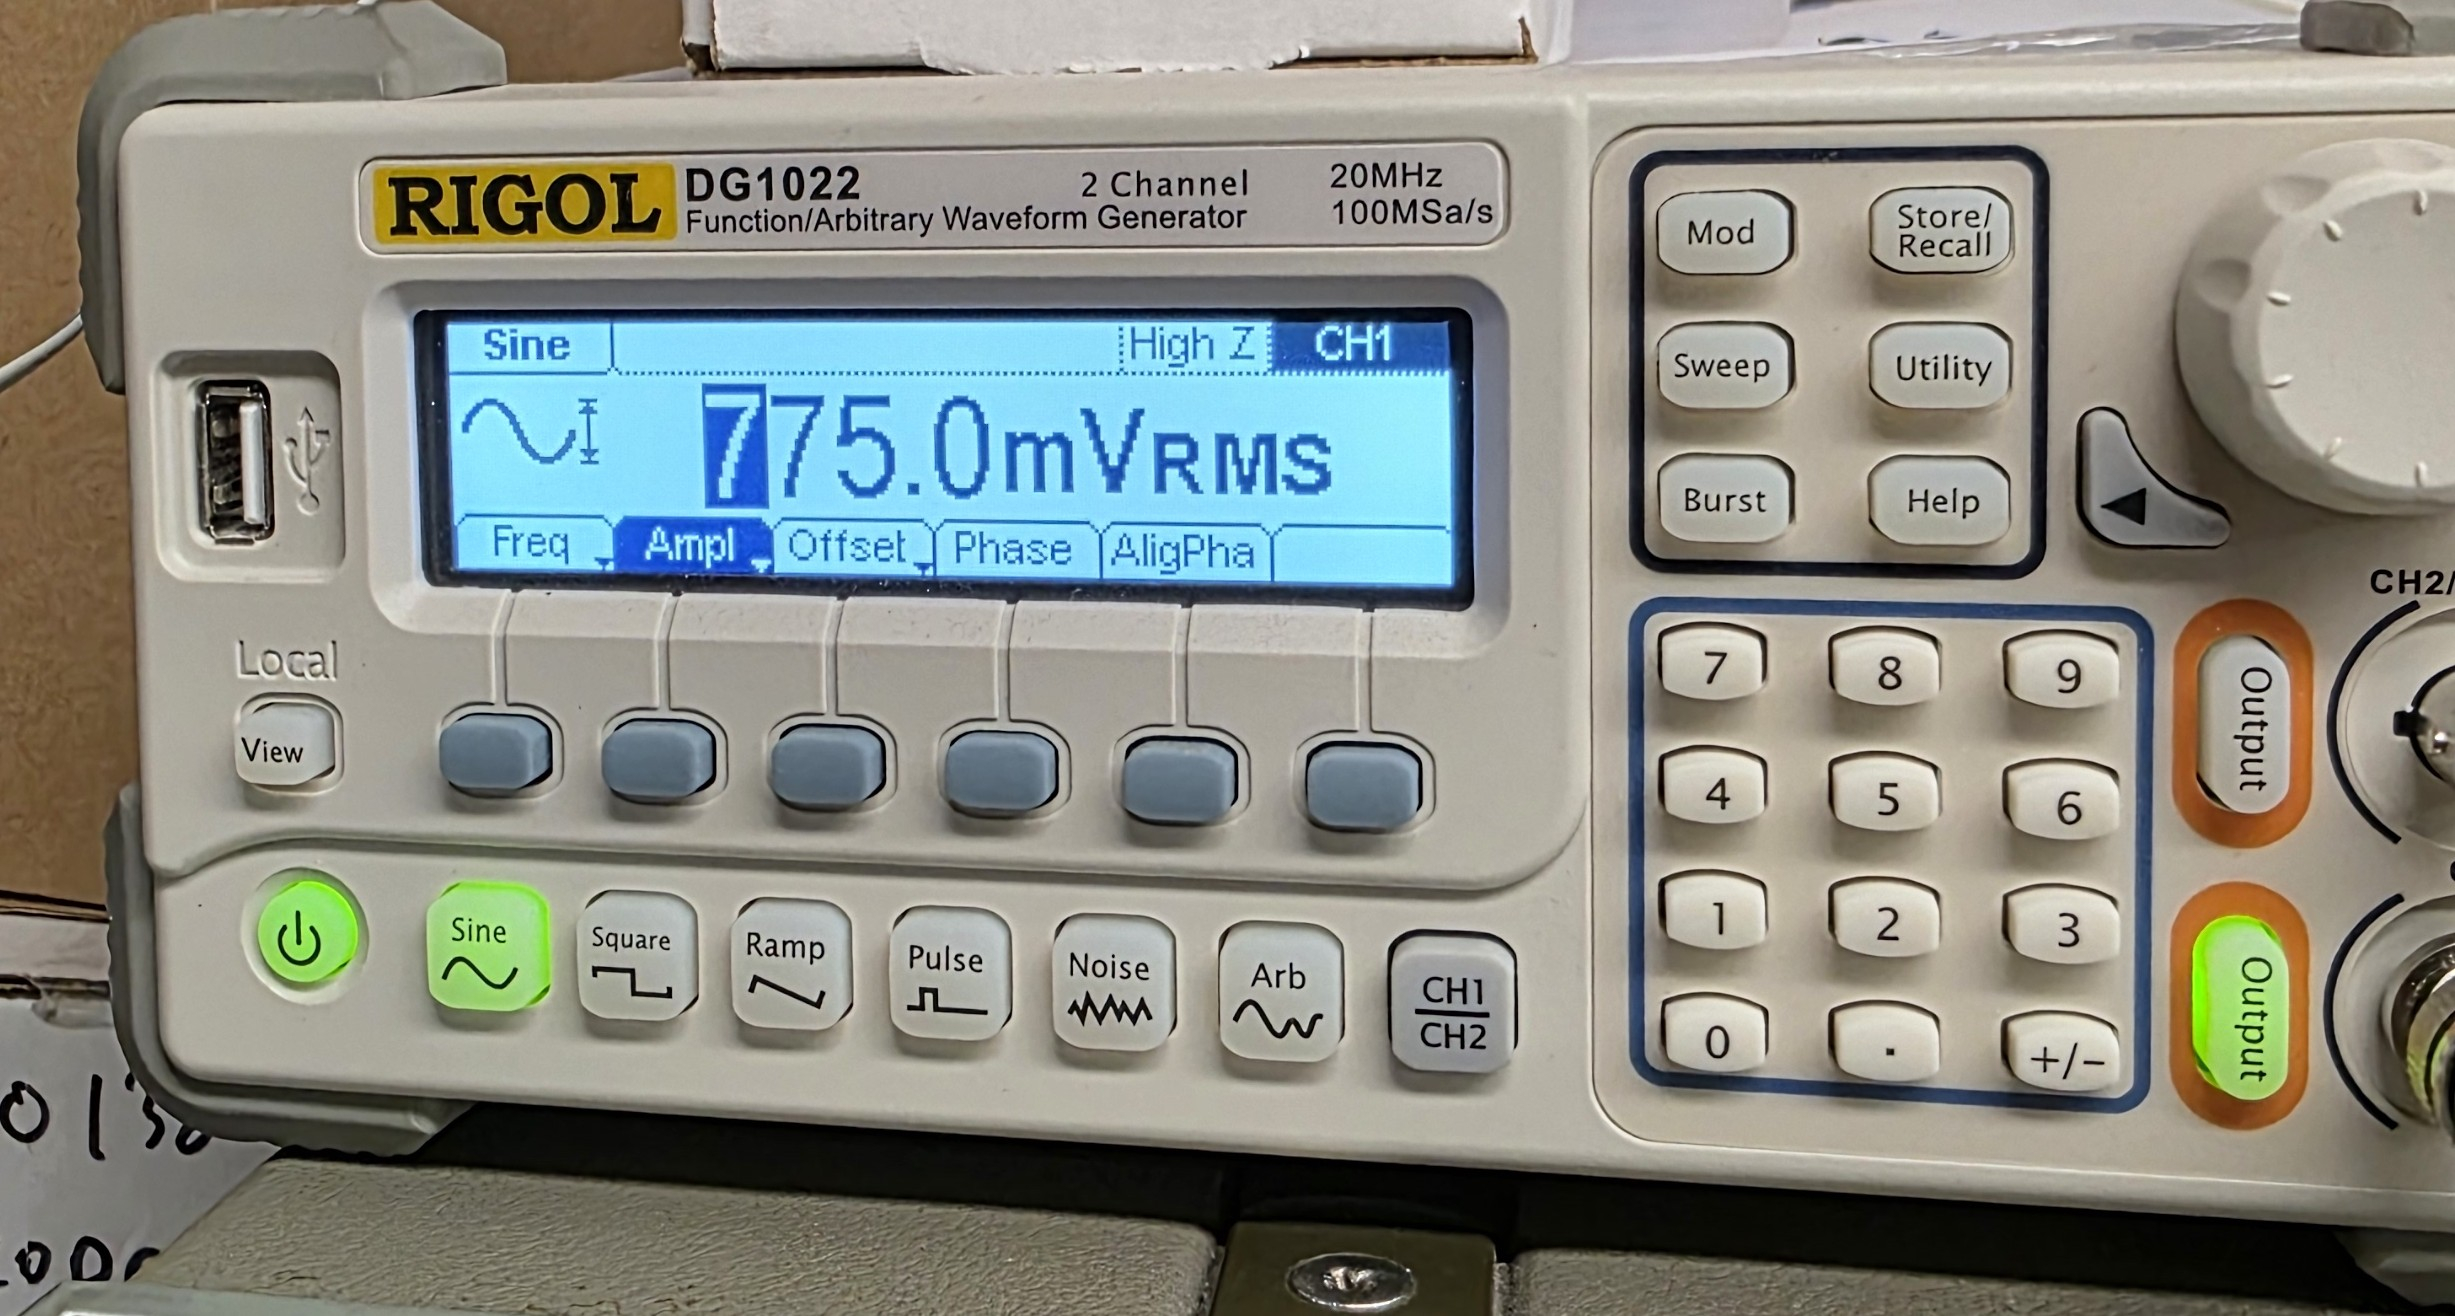 RIGOL DG1022 2 Channel 20MHz
Function/Arbitrary Waveform Generator 100MSa/s
Sine High Z CH1
775.0mVRMS
Freq Ampl Offset Phase AligPha
Local
View
Sine Square Ramp Pulse Noise Arb CH1
CH2
Mod Store/
Recall
Sweep Utility
Burst Help
CH2/
7 8 9
4 5 6
1 2 3
0 . +/-
Output
Output